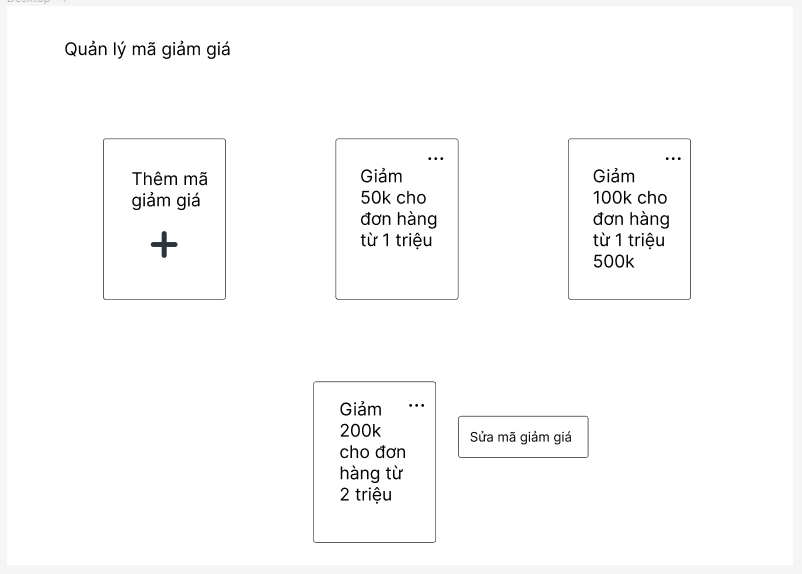 Quản lý mã giảm giá
Thêm mã
giảm giá
...
Giảm
50k cho
đơn hàng
từ 1 triệu
...
Giảm
100k cho
đơn hàng
từ 1 triệu
500k
...
Giảm
200k
cho đơn
hàng từ
2 triệu
Sửa mã giảm giá